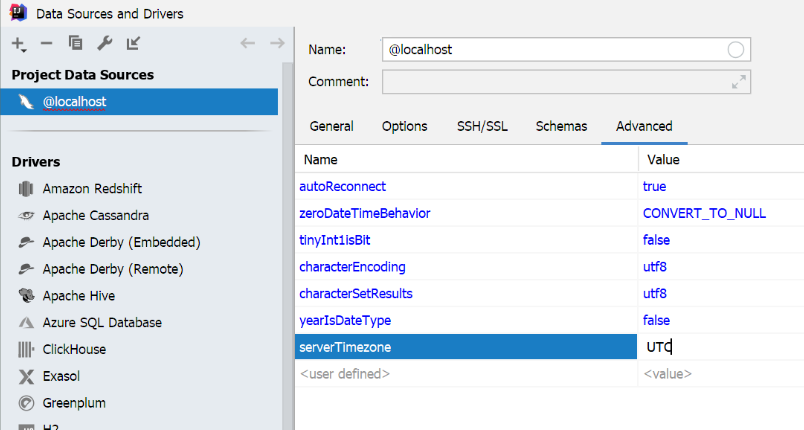 Data Sources and Drivers
Project Data Sources
@localhost
Drivers
Amazon Redshift
Apache Cassandra
Apache Derby (Embedded)
Apache Derby (Remote)
Apache Hive
Azure SQL Database
ClickHouse
Exasol
Greenplum
H2
Name: @localhost
Comment:
General Options SSH/SSL Schemas Advanced
Name Value
autoReconnect true
zeroDateTimeBehavior CONVERT_TO_NULL
tinyInt1isBit false
characterEncoding utf8
characterSetResults utf8
yearIsDateType false
serverTimezone UTC
<user defined> <value>